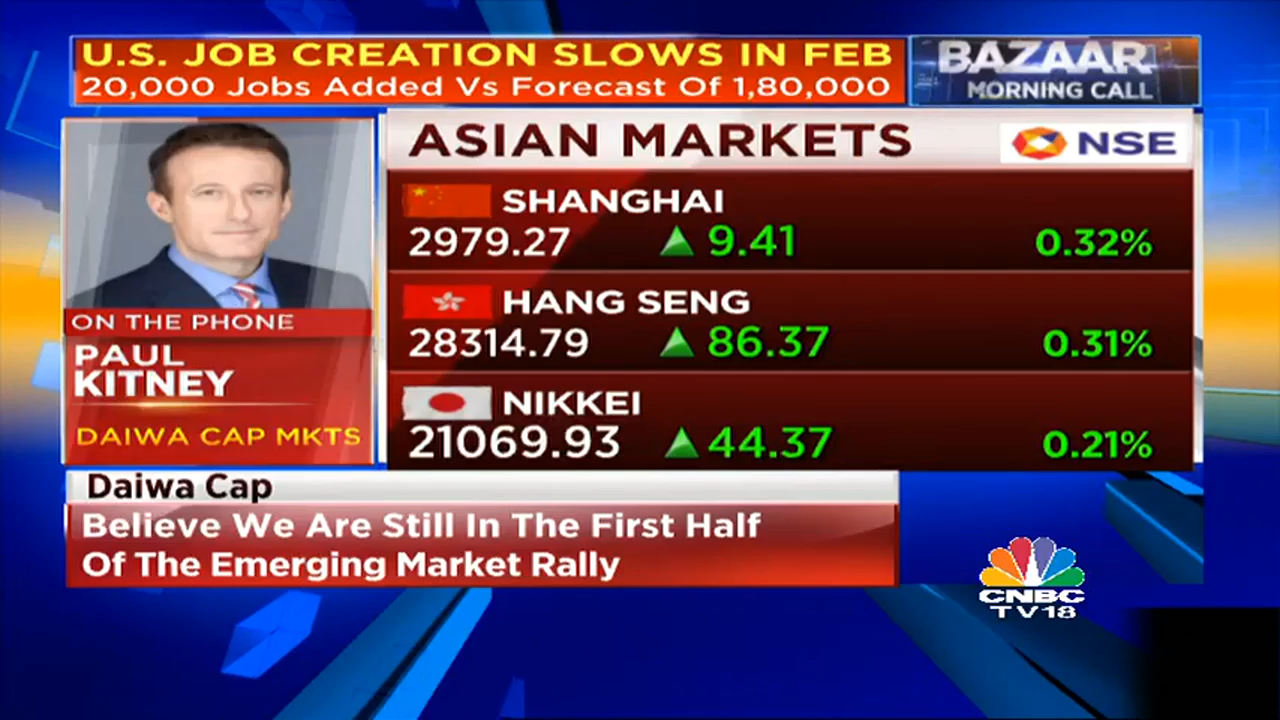 U.S. JOB CREATION SLOWS IN FEB
20,000 Jobs Added Vs Forecast Of 1,80,000
BAZAAR
MORNING CALL
ASIAN MARKETS
NSE
SHANGHAI
2979.27 ▲ 9.41 0.32%
HANG SENG
28314.79 ▲ 86.37 0.31%
NIKKEI
21069.93 ▲ 44.37 0.21%
ON THE PHONE
PAUL
KITNEY
DAIWA CAP MKTS
Daiwa Cap
Believe We Are Still In The First Half
Of The Emerging Market Rally
CNBC
TV18